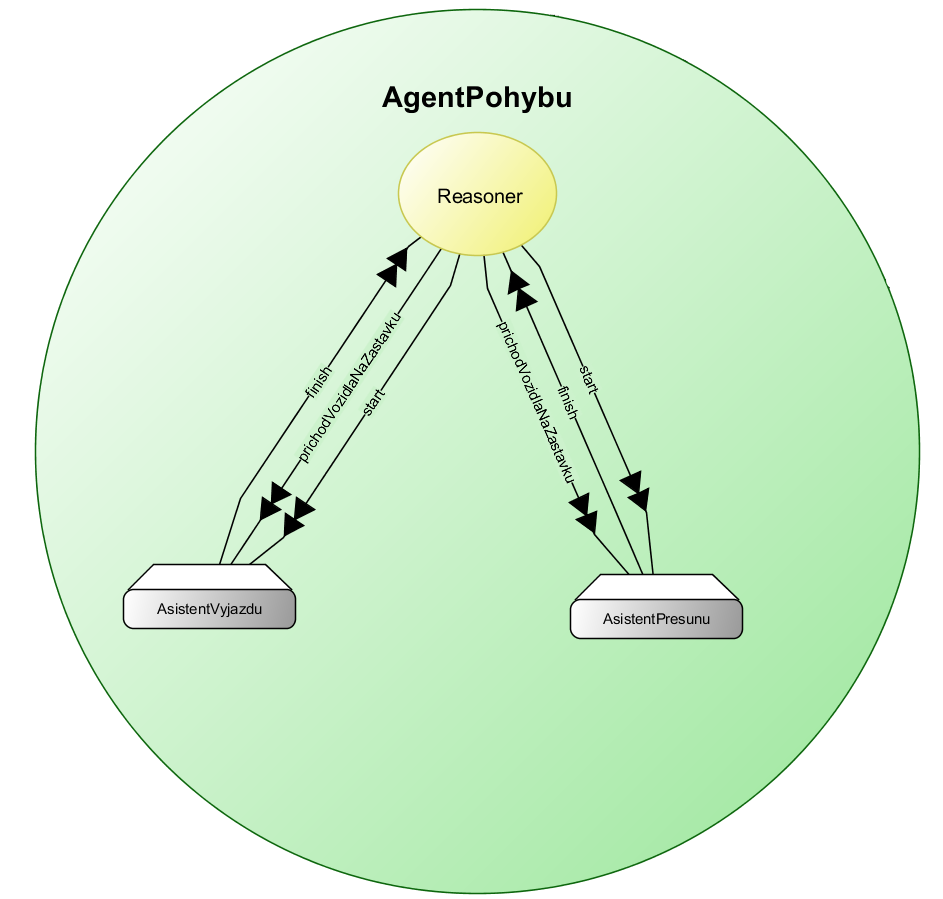 AgentPohybu
Reasoner
finish
prichodVozidlaNaZastavku
start
prichodVozidlaNaZastavku
finish
start
AsistentVyjazdu
AsistentPresunu